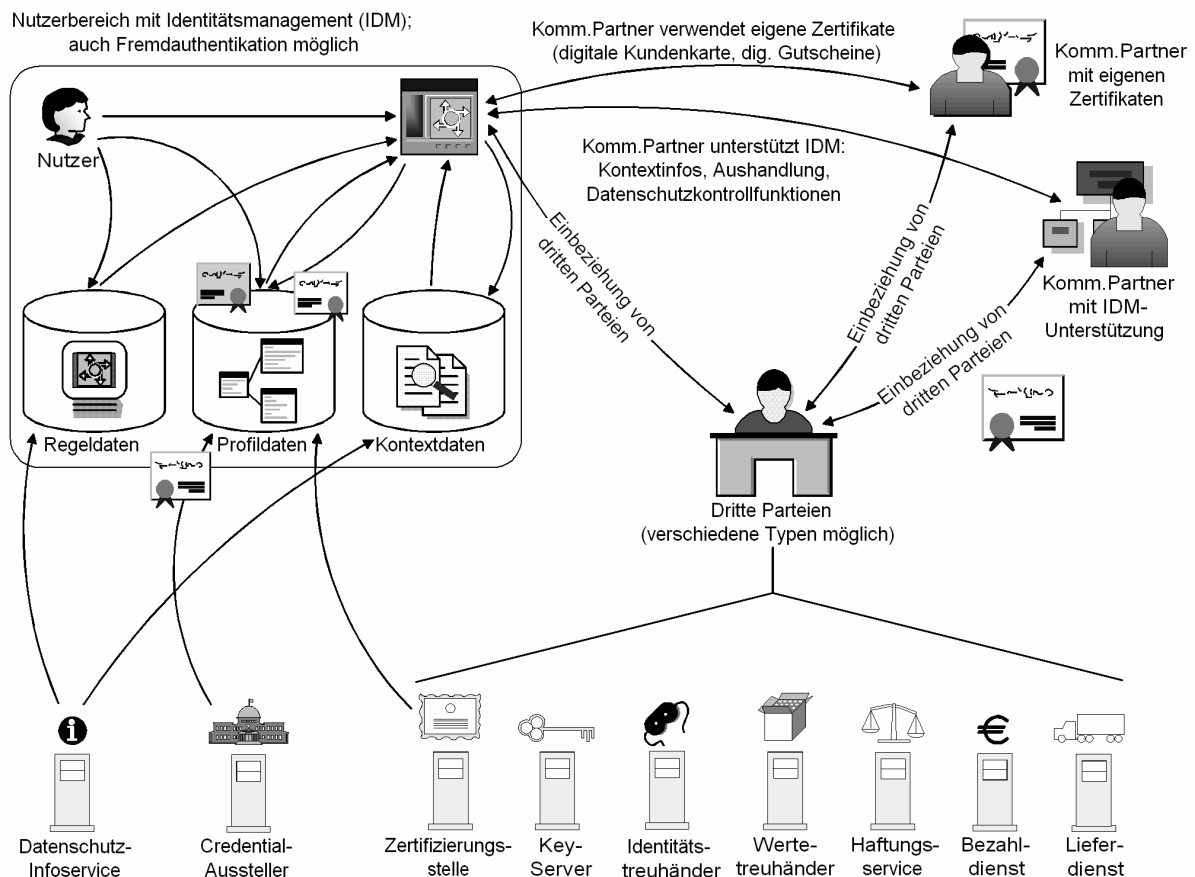 Nutzerbereich mit Identitätsmanagement (IDM);
auch Fremdauthentikation möglich
Komm.Partner verwendet eigene Zertifikate
(digitale Kundenkarte, dig. Gutscheine)
Komm.Partner
mit eigenen
Zertifikaten
Nutzer
Komm.Partner unterstützt IDM:
Kontextinfos, Aushandlung,
Datenschutzkontrollfunktionen
Komm.Partner
mit IDM-
Unterstützung
Einbeziehung von
dritten Parteien
Einbeziehung von
dritten Parteien
Einbeziehung von
dritten Parteien
Regeldaten
Profildaten
Kontextdaten
Dritte Parteien
(verschiedene Typen möglich)
Datenschutz-
Infoservice
Credential-
Aussteller
Zertifizierungs-
stelle
Key-
Server
Identitäts-
treuhänder
Werte-
treuhänder
Haftungs-
service
€
Bezahl-
dienst
Liefer-
dienst